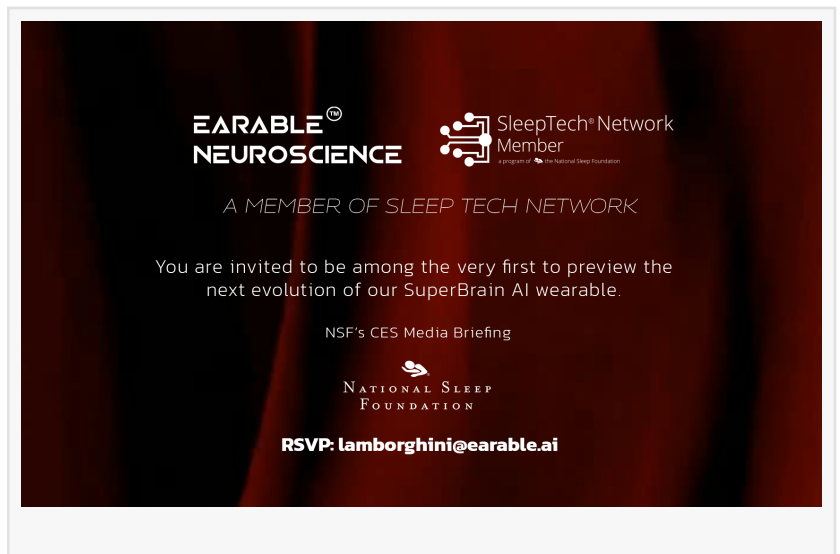 EARABLE™
NEUROSCIENCE
SleepTech® Network
Member
a program of the National Sleep Foundation
A MEMBER OF SLEEP TECH NETWORK
You are invited to be among the very first to preview the
next evolution of our SuperBrain AI wearable.
NSF's CES Media Briefing
NATIONAL SLEEP
FOUNDATION
RSVP: lamborghini@earable.ai